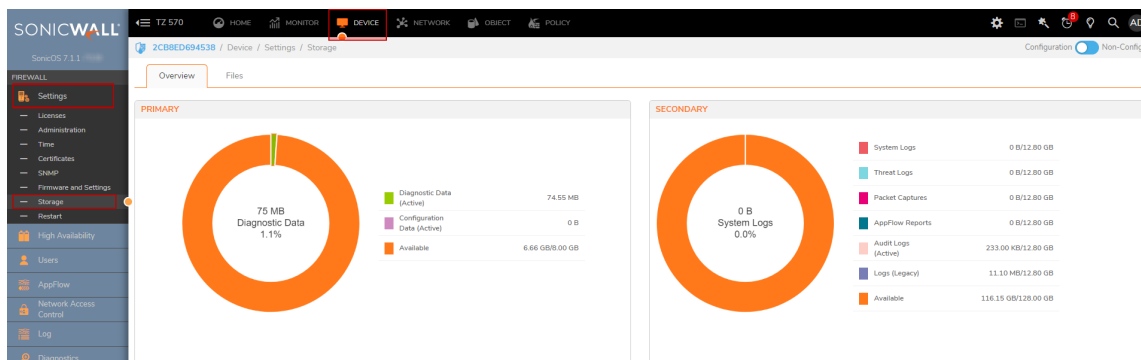 SONICWALL
TZ 570
HOME
MONITOR
DEVICE
NETWORK
OBJECT
POLICY
8
AD
SonicOS 7.1.1
2CB8ED694538 / Device / Settings / Storage
Configuration
Non-Config
FIREWALL
Settings
Licenses
Administration
Time
Certificates
SNMP
Firmware and Settings
Storage
Restart
High Availability
Users
AppFlow
Network Access
Control
Log
Diagnostics
Overview
Files
PRIMARY
75 MB
Diagnostic Data
1.1%
Diagnostic Data
(Active)
74.55 MB
Configuration
Data (Active)
0 B
Available
6.66 GB/8.00 GB
SECONDARY
0 B
System Logs
0.0%
System Logs
0 B/12.80 GB
Threat Logs
0 B/12.80 GB
Packet Captures
0 B/12.80 GB
AppFlow Reports
0 B/12.80 GB
Audit Logs
(Active)
233.00 KB/12.80 GB
Logs (Legacy)
11.10 MB/12.80 GB
Available
116.15 GB/128.00 GB